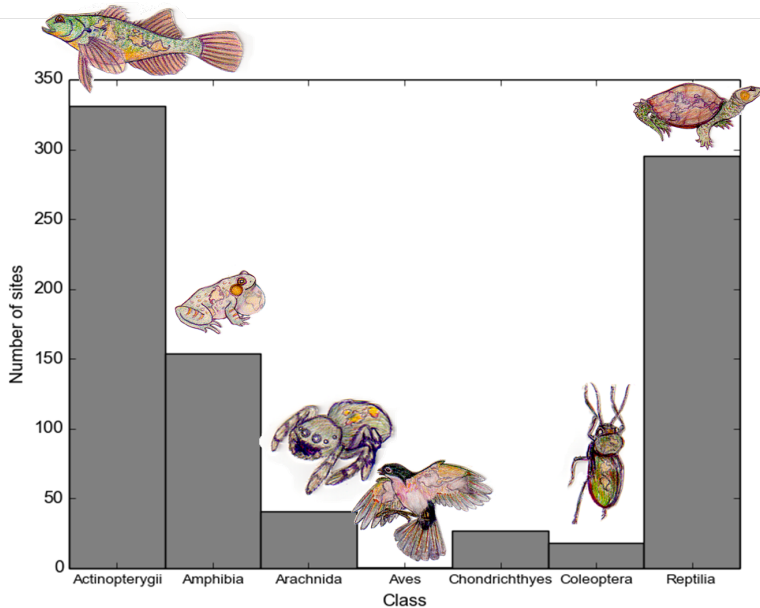 350
300
250
200
150
100
50
0
Number of sites
Actinopterygii Amphibia Arachnida Aves Chondrichthyes Coleoptera Reptilia
Class